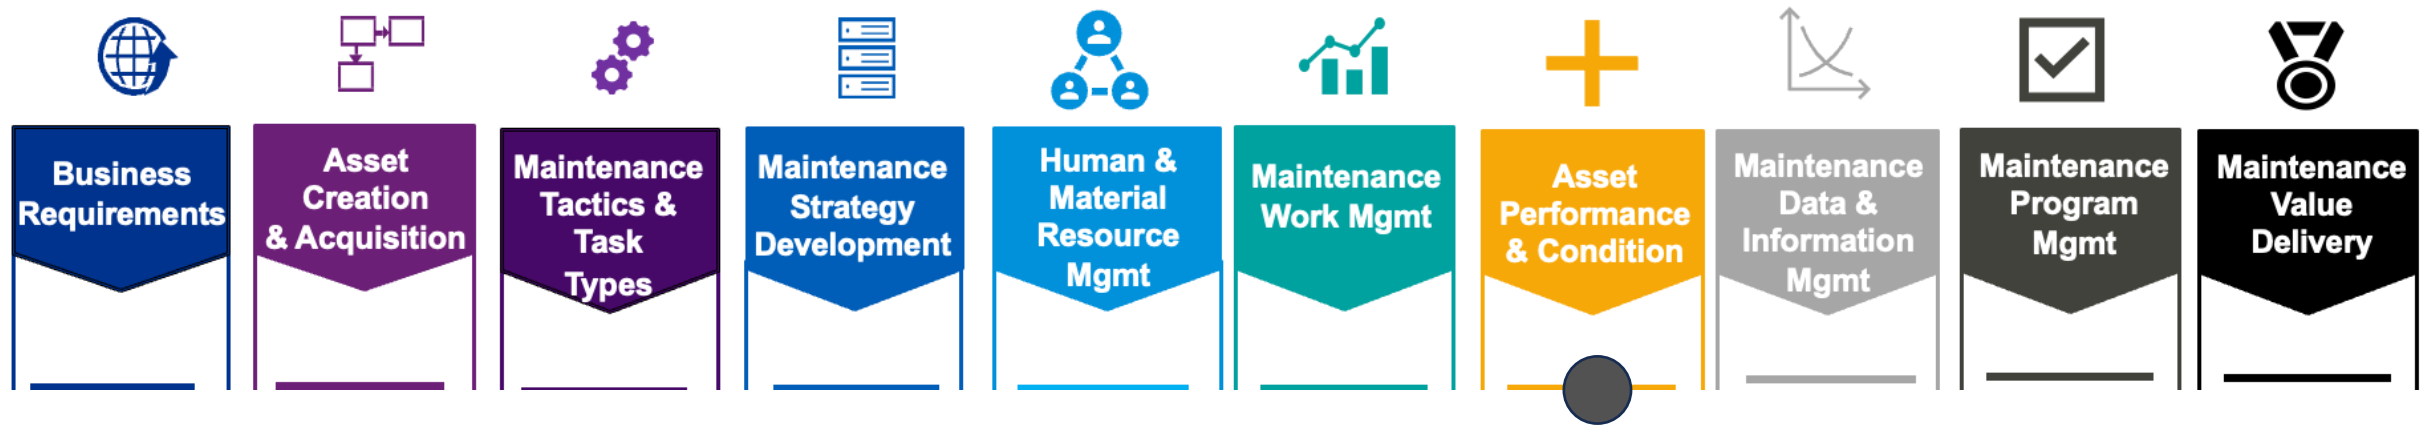 Business
Requirements
Asset
Creation
& Acquisition
Maintenance
Tactics &
Task
Types
Maintenance
Strategy
Development
Human &
Material
Resource
Mgmt
Maintenance
Work Mgmt
Asset
Performance
& Condition
Maintenance
Data &
Information
Mgmt
Maintenance
Program
Mgmt
Maintenance
Value
Delivery